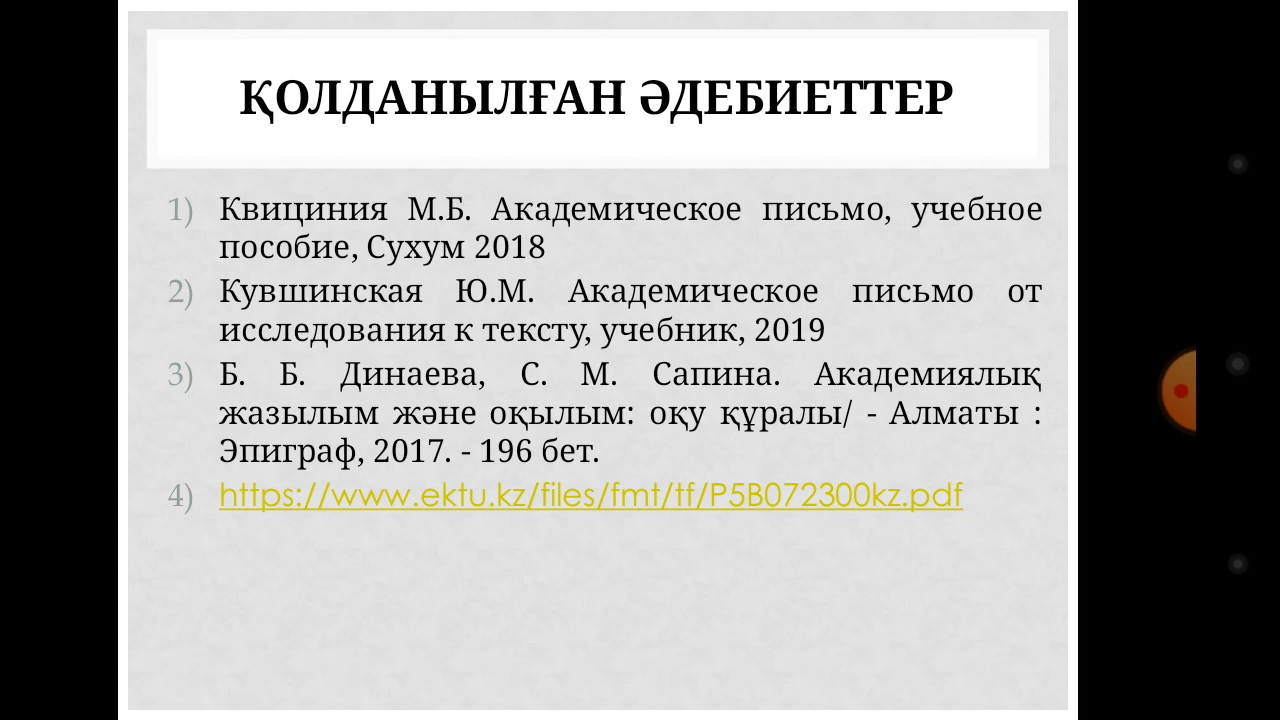 ҚОЛДАНЫЛҒАН ӘДЕБИЕТТЕР
1) Квициния М.Б. Академическое письмо, учебное
пособие, Сухум 2018
2) Кувшинская Ю.М. Академическое письмо от
исследования к тексту, учебник, 2019
3) Б. Б. Динаева, С. М. Сапина. Академиялық
жазылым және оқылым: оқу құралы/ - Алматы :
Эпиграф, 2017. - 196 бет.
4) https://www.ektu.kz/files/fmt/tf/P5B072300kz.pdf